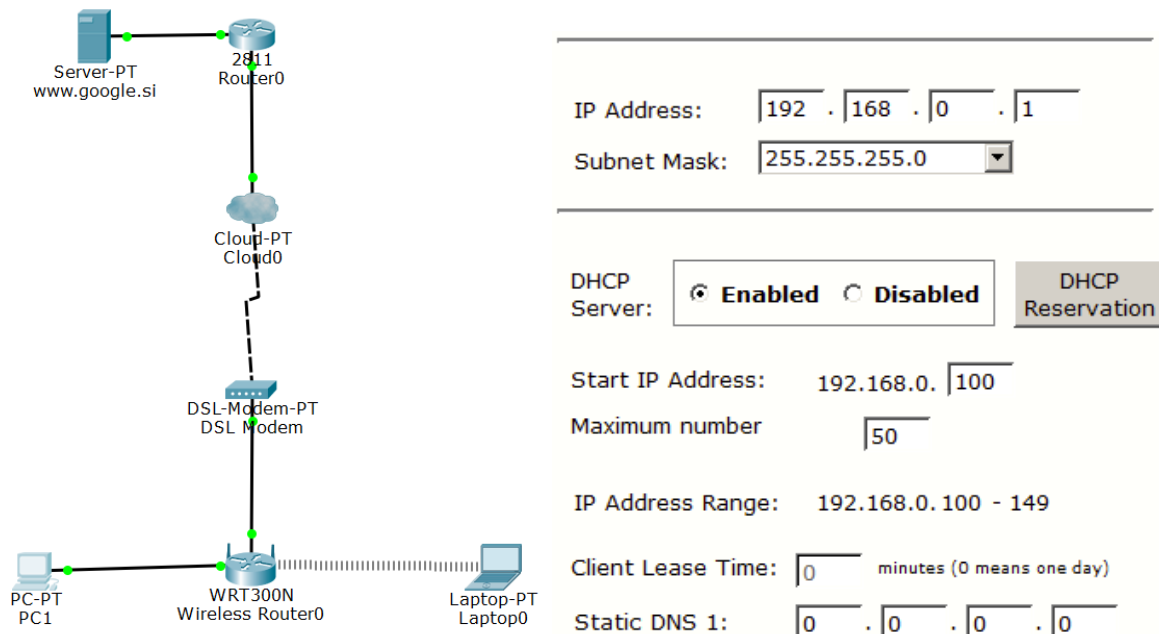 Server-PT
www.google.si
2811
Router0
Cloud-PT
Cloud0
DSL-Modem-PT
DSL Modem
PC-PT
PC1
WRT300N
Wireless Router0
Laptop-PT
Laptop0
IP Address: 192 . 168 . 0 . 1
Subnet Mask: 255.255.255.0
DHCP
Server:
Enabled Disabled
DHCP
Reservation
Start IP Address: 192.168.0. 100
Maximum number 50
IP Address Range: 192.168.0.100 - 149
Client Lease Time: 0 minutes (0 means one day)
Static DNS 1: 0 . 0 . 0 . 0